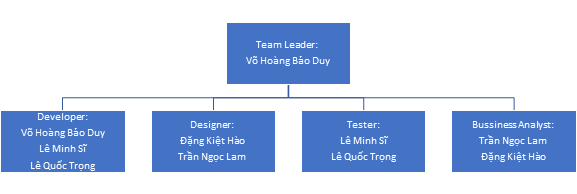 Team Leader:
Võ Hoàng Bảo Duy
Developer:
Võ Hoàng Bảo Duy
Lê Minh Sĩ
Lê Quốc Trọng
Designer:
Đặng Kiệt Hào
Trần Ngọc Lam
Tester:
Lê Minh Sĩ
Lê Quốc Trọng
Bussiness Analyst:
Trần Ngọc Lam
Đặng Kiệt Hào